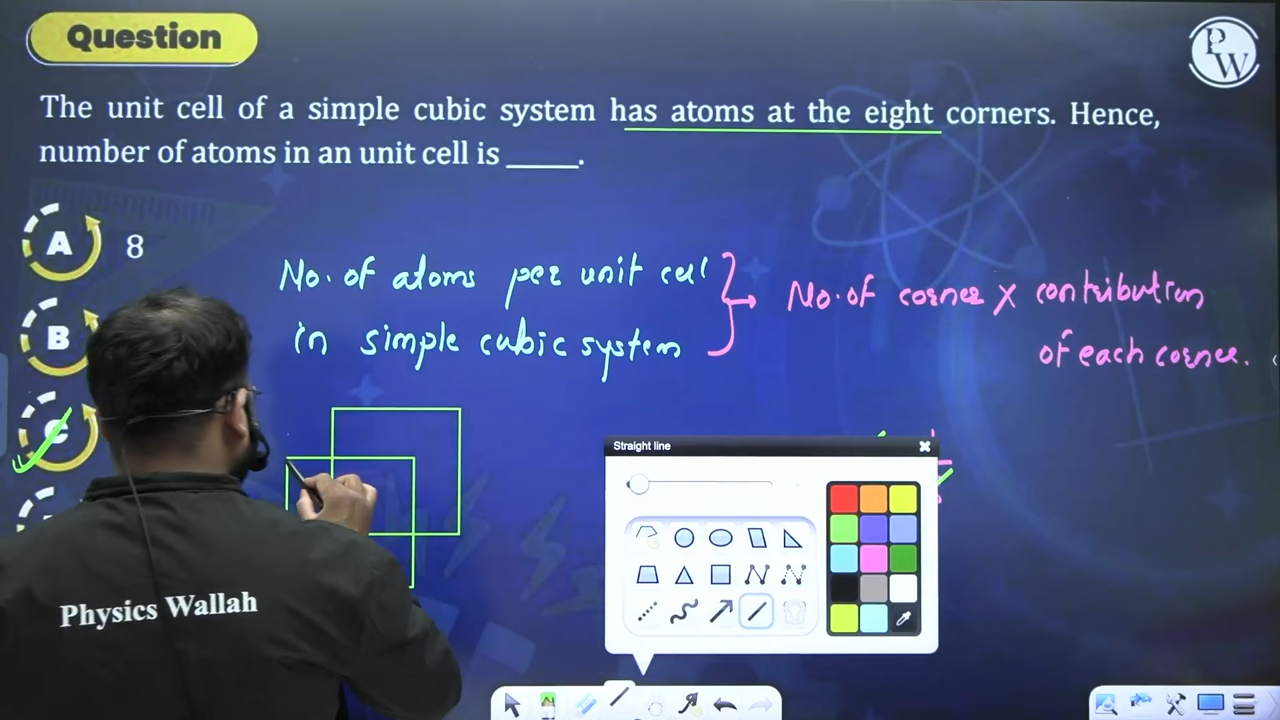 Question
PW
The unit cell of a simple cubic system has atoms at the eight corners. Hence,
number of atoms in an unit cell is _____.
A 8
B
C
No. of atoms per unit cell
in simple cubic system
No. of corner × contribution
of each corner.
Straight line
Physics Wallah